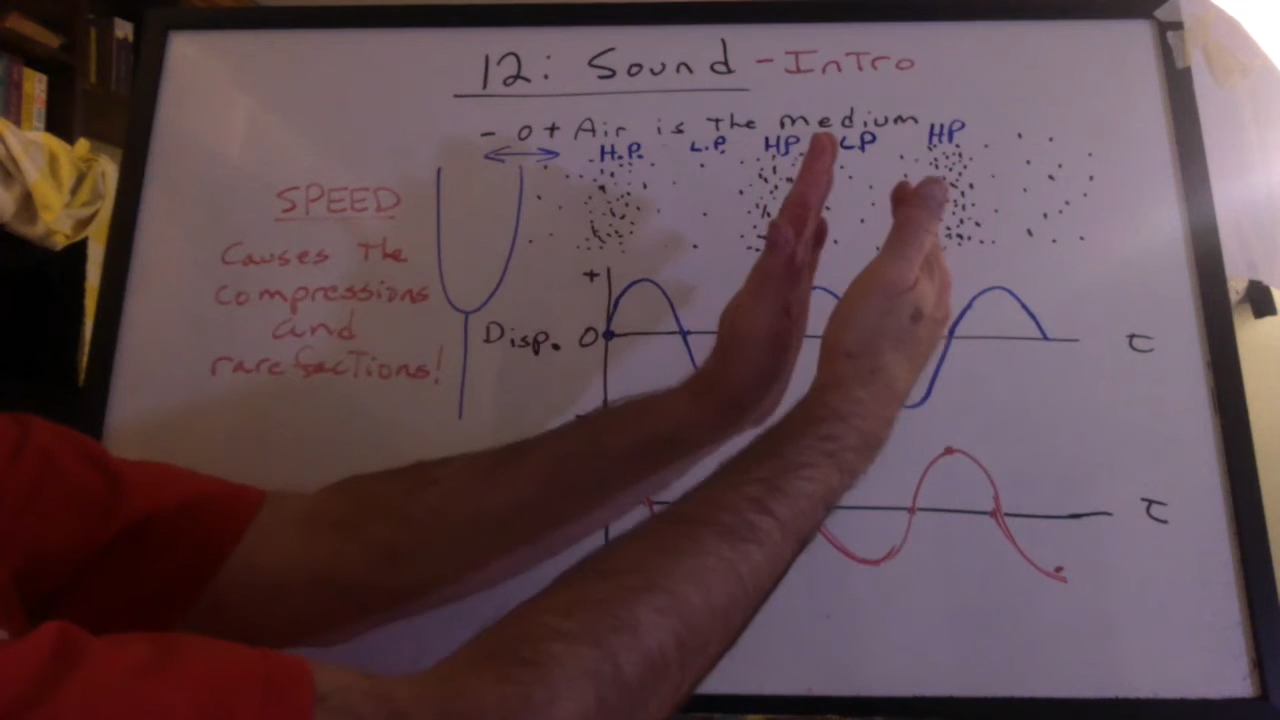 12: Sound - Intro
- 0 + Air is The medium
H.P. L.P. HP LP HP
SPEED
Causes The
compressions
and
rarefactions!
+
Disp. 0 τ
-
τ